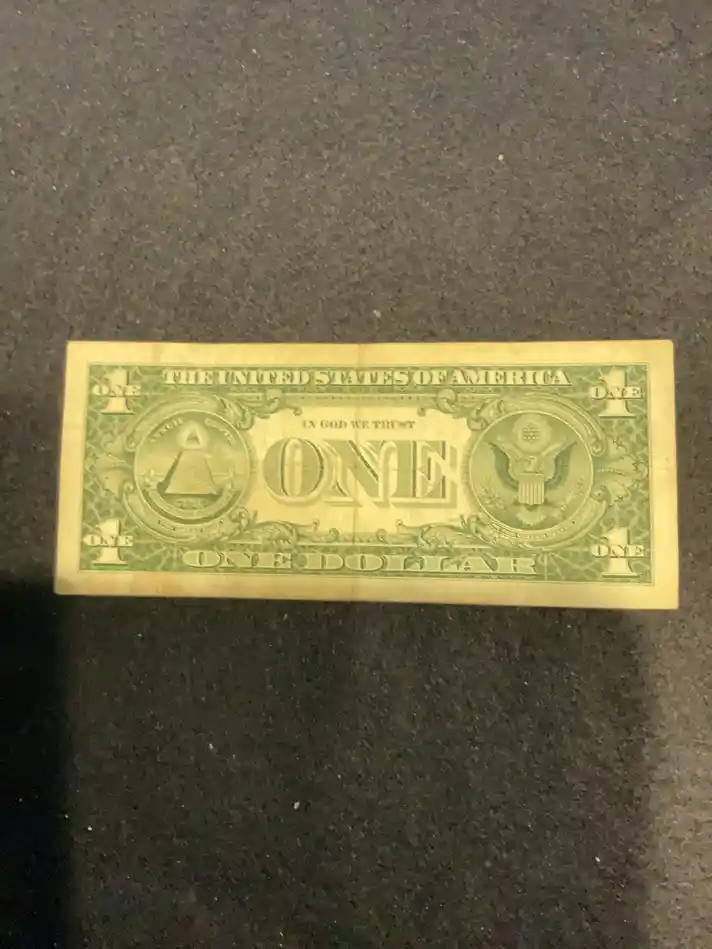 THE UNITED STATES OF AMERICA
1 ONE
1 ONE
IN GOD WE TRUST
ONE
1 ONE
1 ONE
ONE DOLLAR